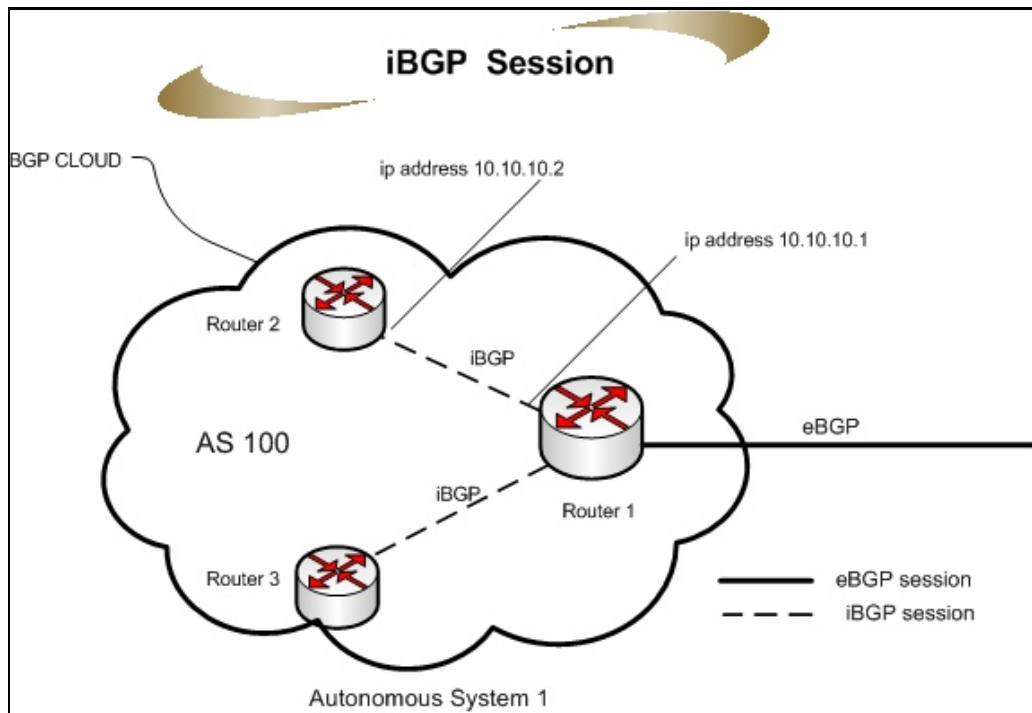 iBGP Session
BGP CLOUD
ip address 10.10.10.2
ip address 10.10.10.1
Router 2
iBGP
AS 100
eBGP
iBGP
Router 1
Router 3
eBGP session
iBGP session
Autonomous System 1